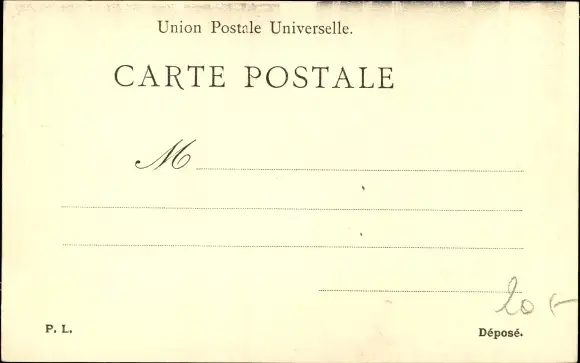 Union Postale Universelle.
CARTE POSTALE
M
P. L.
Déposé.